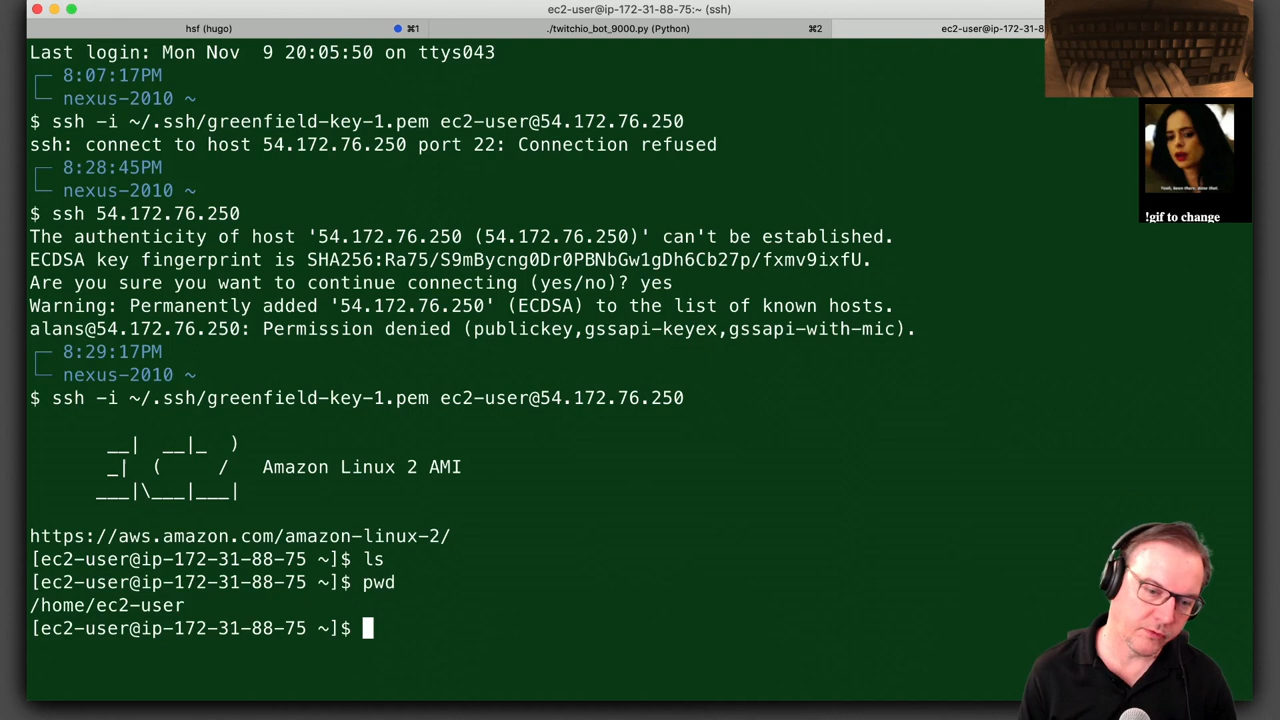 ec2-user@ip-172-31-88-75:~ (ssh)
hsf (hugo) ⌘1 ./twitchio_bot_9000.py (Python) ⌘2 ec2-user@ip-172-31-8
Last login: Mon Nov  9 20:05:50 on ttys043
┌─ 8:07:17PM
└─ nexus-2010 ~
$ ssh -i ~/.ssh/greenfield-key-1.pem ec2-user@54.172.76.250
ssh: connect to host 54.172.76.250 port 22: Connection refused
┌─ 8:28:45PM
└─ nexus-2010 ~
$ ssh 54.172.76.250
The authenticity of host '54.172.76.250 (54.172.76.250)' can't be established.
ECDSA key fingerprint is SHA256:Ra75/S9mBycng0Dr0PBNbGw1gDh6Cb27p/fxmv9ixfU.
Are you sure you want to continue connecting (yes/no)? yes
Warning: Permanently added '54.172.76.250' (ECDSA) to the list of known hosts.
alans@54.172.76.250: Permission denied (publickey,gssapi-keyex,gssapi-with-mic).
┌─ 8:29:17PM
└─ nexus-2010 ~
$ ssh -i ~/.ssh/greenfield-key-1.pem ec2-user@54.172.76.250
       __|  __|_  )
       _|  (     /   Amazon Linux 2 AMI
      ___|\___|___|
https://aws.amazon.com/amazon-linux-2/
[ec2-user@ip-172-31-88-75 ~]$ ls
[ec2-user@ip-172-31-88-75 ~]$ pwd
/home/ec2-user
[ec2-user@ip-172-31-88-75 ~]$
Yeah, been there, done that.
!gif to change